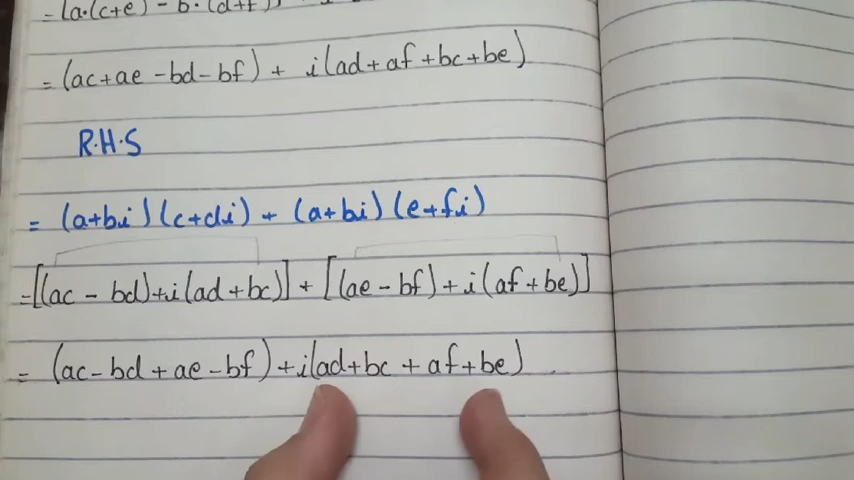 = [a·(c+e) - b·(d+f)]
= (ac+ae -bd-bf) + i(ad+af+bc+be)
R.H.S
= (a+bi)(c+di) + (a+bi)(e+fi)
=[(ac - bd)+i(ad+bc)] + [(ae-bf)+i(af+be)]
= (ac-bd+ae-bf)+i(ad+bc+af+be)